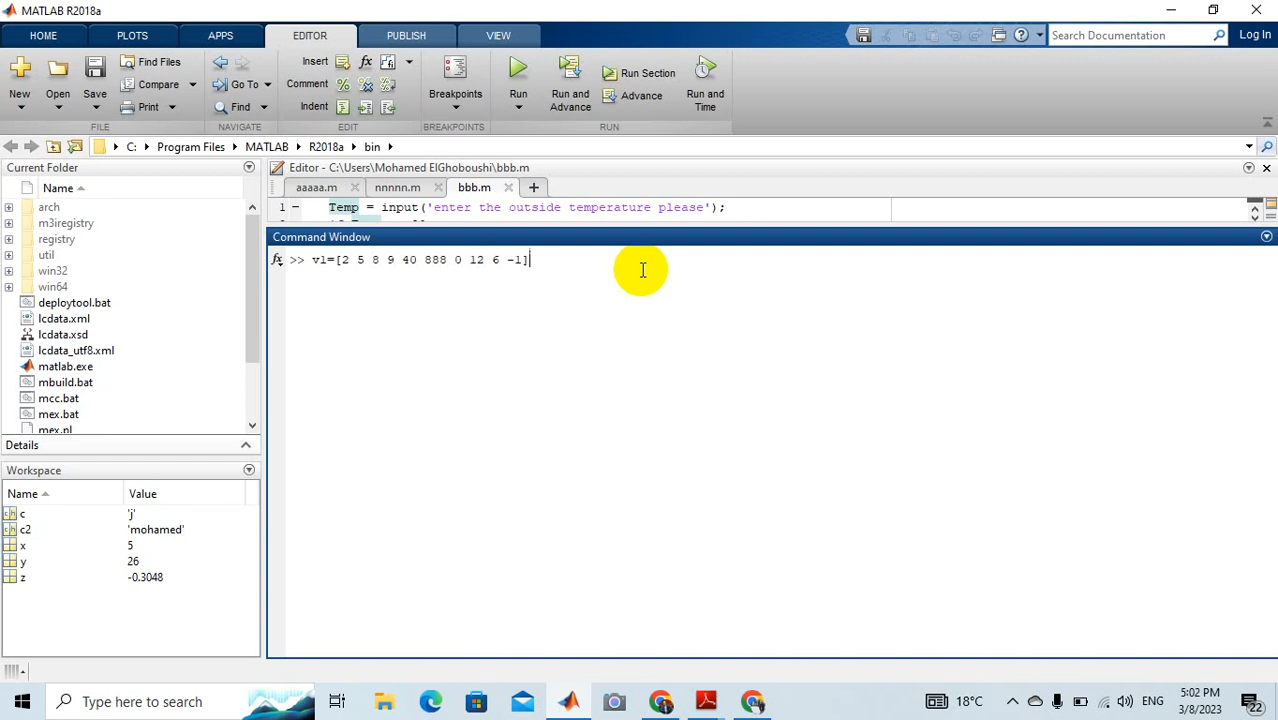 MATLAB R2018a
HOME PLOTS APPS EDITOR PUBLISH VIEW Search Documentation Log In
New Open Save Find Files Compare Print
Go To Find
Insert Comment Indent
Breakpoints
Run Run and Advance Run Section Advance Run and Time
FILE NAVIGATE EDIT BREAKPOINTS RUN
C: Program Files MATLAB R2018a bin
Current Folder
Name
arch
m3iregistry
registry
util
win32
win64
deploytool.bat
lcdata.xml
lcdata.xsd
lcdata_utf8.xml
matlab.exe
mbuild.bat
mcc.bat
mex.bat
mex.pl
Details
Workspace
Name Value
c 'j'
c2 'mohamed'
x 5
y 26
z -0.3048
Editor - C:\Users\Mohamed ElGhoboushi\bbb.m
aaaaa.m nnnnn.m bbb.m
1 Temp = input('enter the outside temperature please');
Command Window
fx >> v1=[2 5 8 9 40 888 0 12 6 -1]
Type here to search
18°C
ENG
5:02 PM
3/8/2023
22